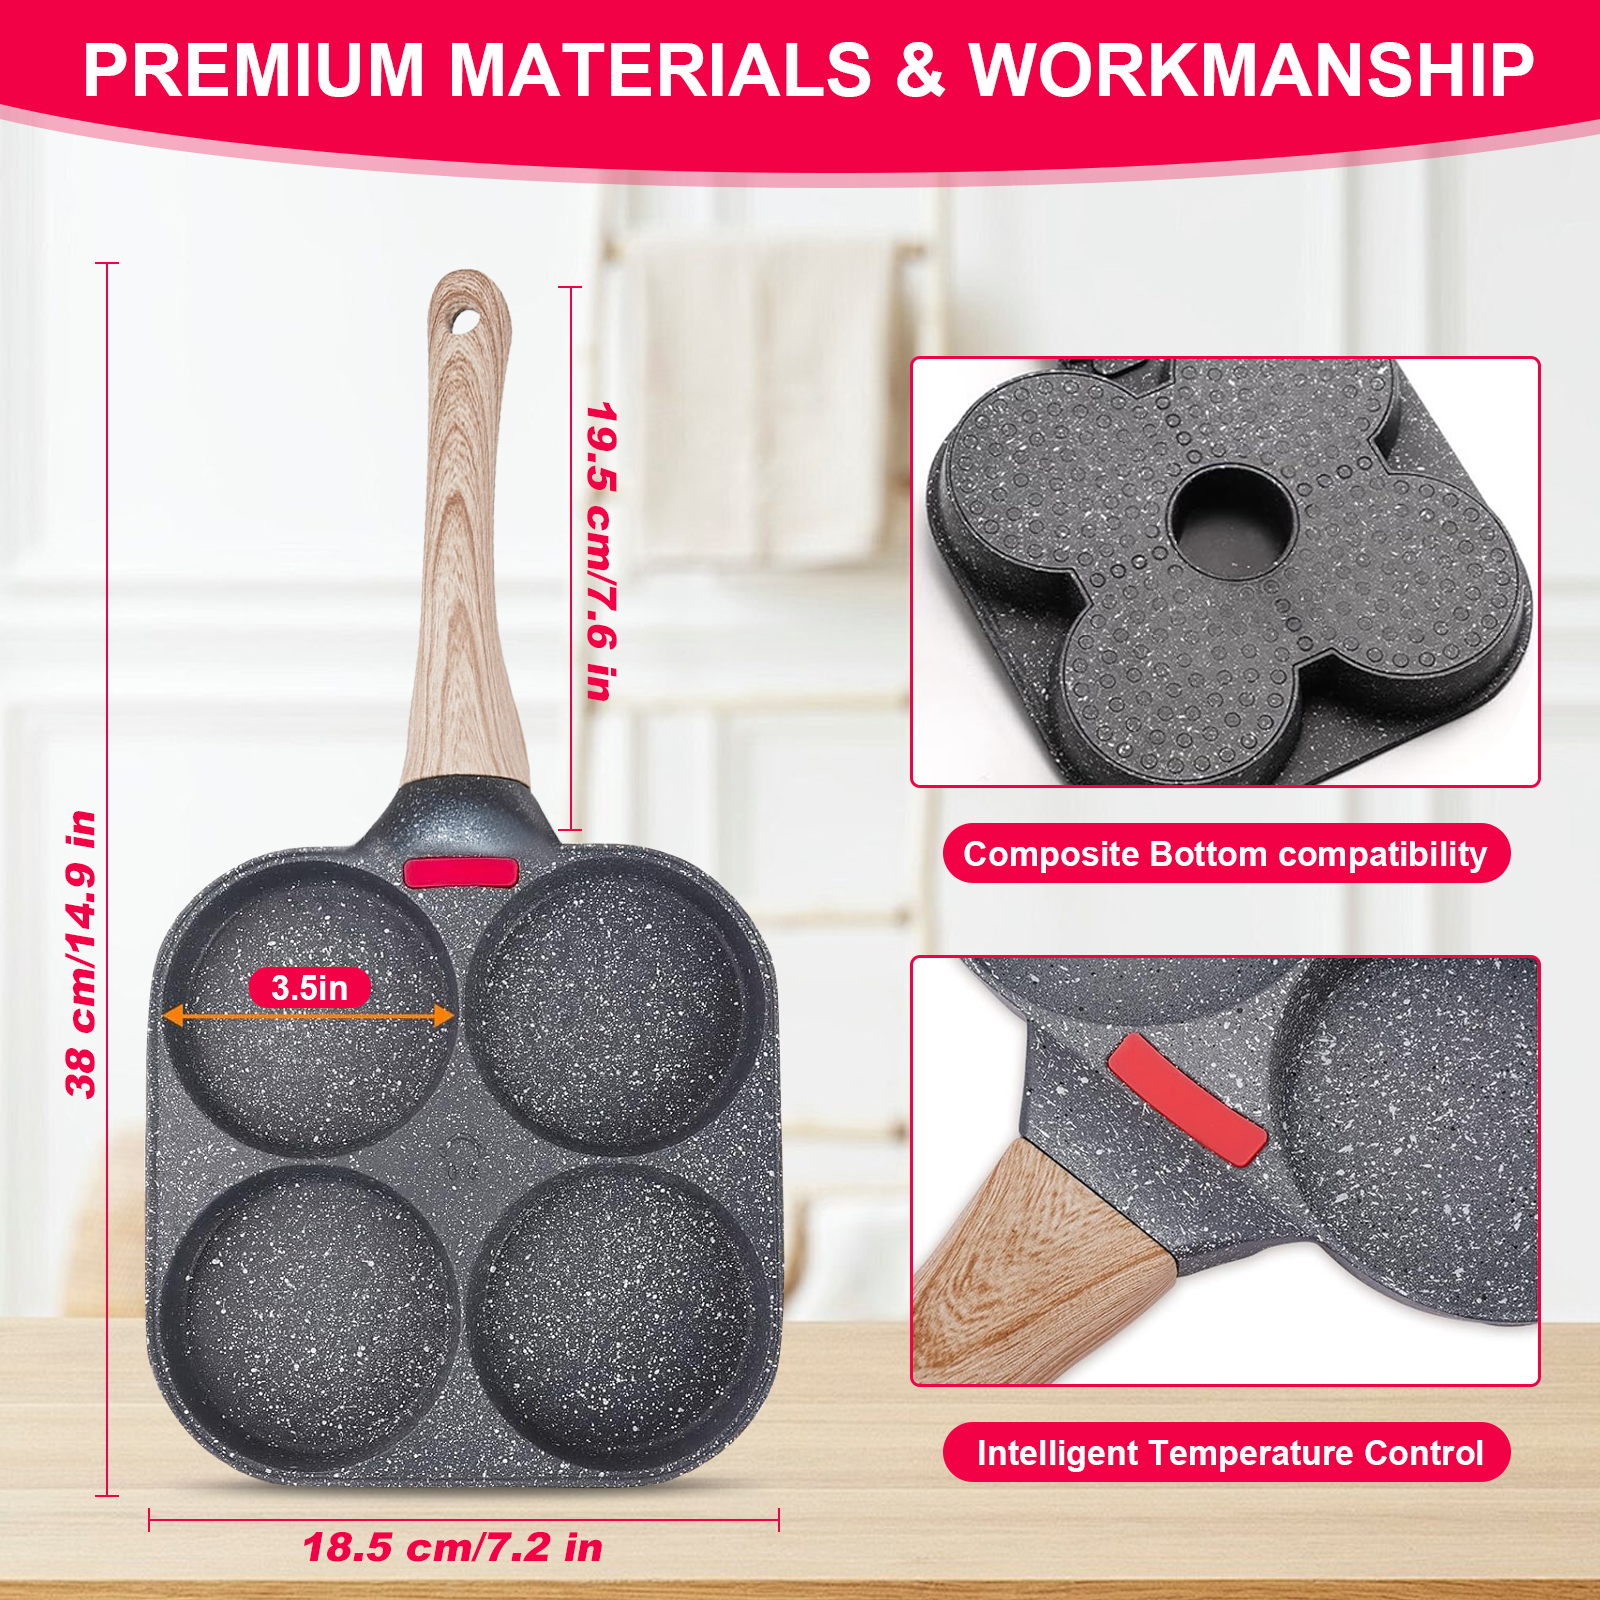 PREMIUM MATERIALS & WORKMANSHIP
19.5 cm/7.6 in
38 cm/14.9 in
3.5in
18.5 cm/7.2 in
Composite Bottom compatibility
Intelligent Temperature Control